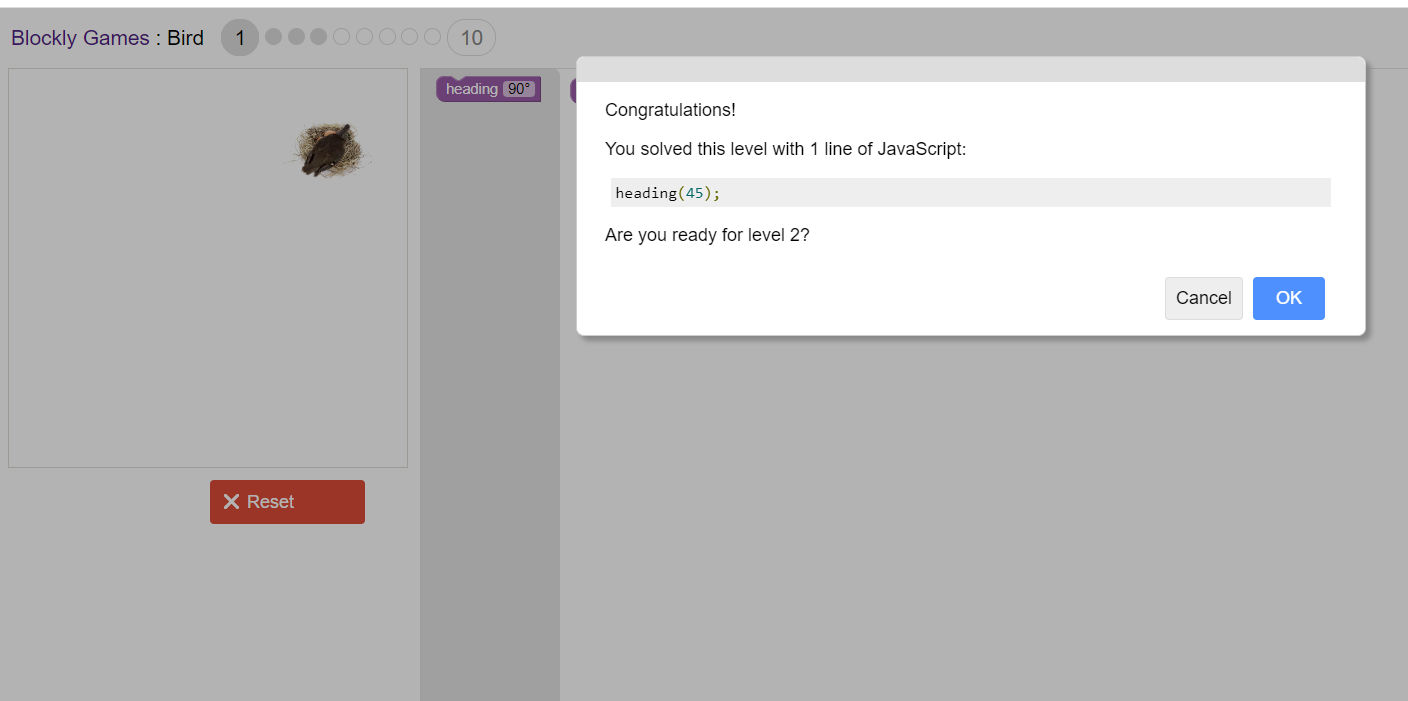 Blockly Games : Bird 1 10
heading 90°
Congratulations!
You solved this level with 1 line of JavaScript:
heading(45);
Are you ready for level 2?
Cancel OK
Reset